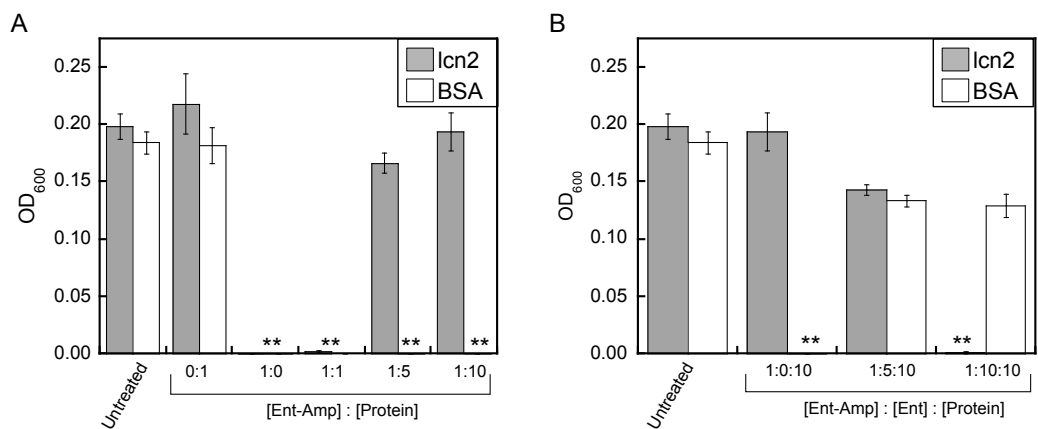 A
lcn2
BSA
0.25
0.20
0.15
0.10
0.05
0.00
OD600
** ** ** **
Untreated
0:1 1:0 1:1 1:5 1:10
[Ent-Amp] : [Protein]
B
lcn2
BSA
0.25
0.20
0.15
0.10
0.05
0.00
OD600
** **
Untreated
1:0:10 1:5:10 1:10:10
[Ent-Amp] : [Ent] : [Protein]